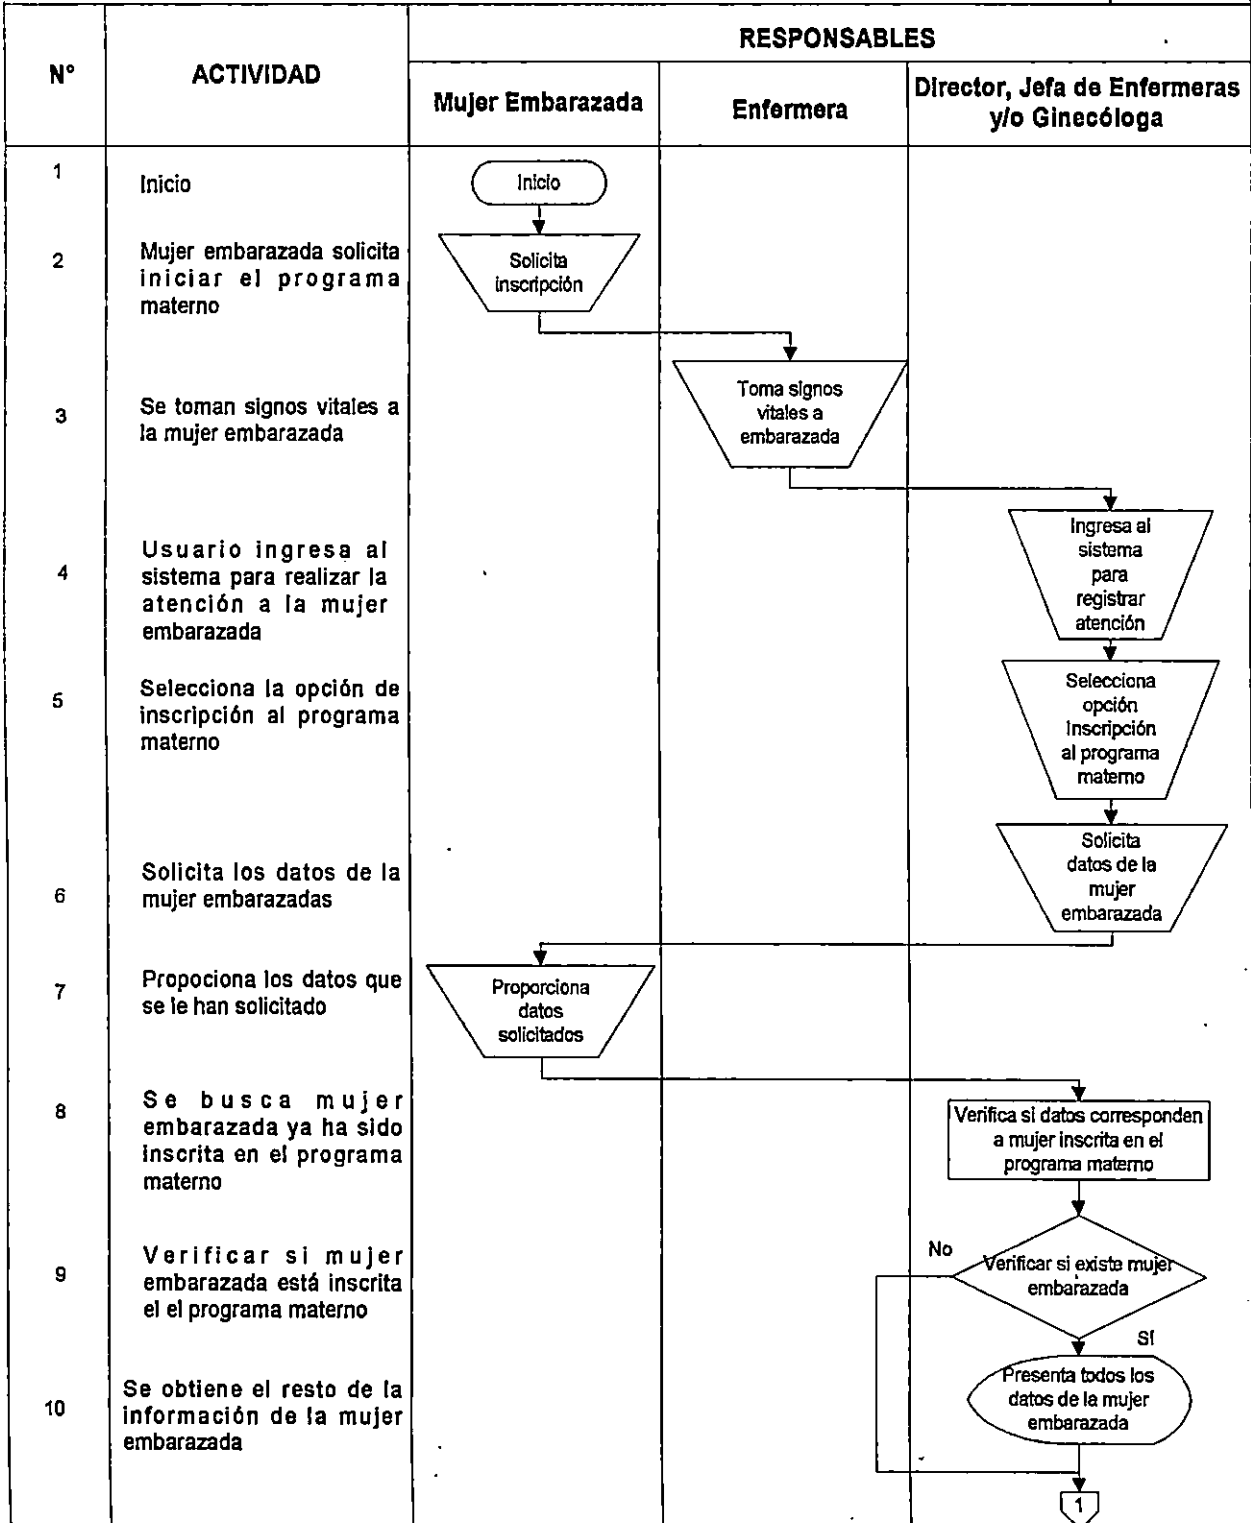 RESPONSABLES
N°
ACTIVIDAD
Mujer Embarazada
Enfermera
Director, Jefa de Enfermeras
y/o Ginecóloga
1
Inicio
Inicio
2
Mujer embarazada solicita
iniciar el programa
materno
Solicita
inscripción
3
Se toman signos vitales a
la mujer embarazada
Toma signos
vitales a
embarazada
4
Usuario ingresa al
sistema para realizar la
atención a la mujer
embarazada
Ingresa al
sistema
para
registrar
atención
5
Selecciona la opción de
inscripción al programa
materno
Selecciona
opción
Inscripción
al programa
materno
6
Solicita los datos de la
mujer embarazadas
Solicita
datos de la
mujer
embarazada
7
Propociona los datos que
se le han solicitado
Proporciona
datos
solicitados
8
Se busca mujer
embarazada ya ha sido
inscrita en el programa
materno
Verifica si datos corresponden
a mujer inscrita en el
programa materno
9
Verificar si mujer
embarazada está inscrita
el el programa materno
No
Verificar si existe mujer
embarazada
Sí
10
Se obtiene el resto de la
información de la mujer
embarazada
Presenta todos los
datos de la mujer
embarazada
1